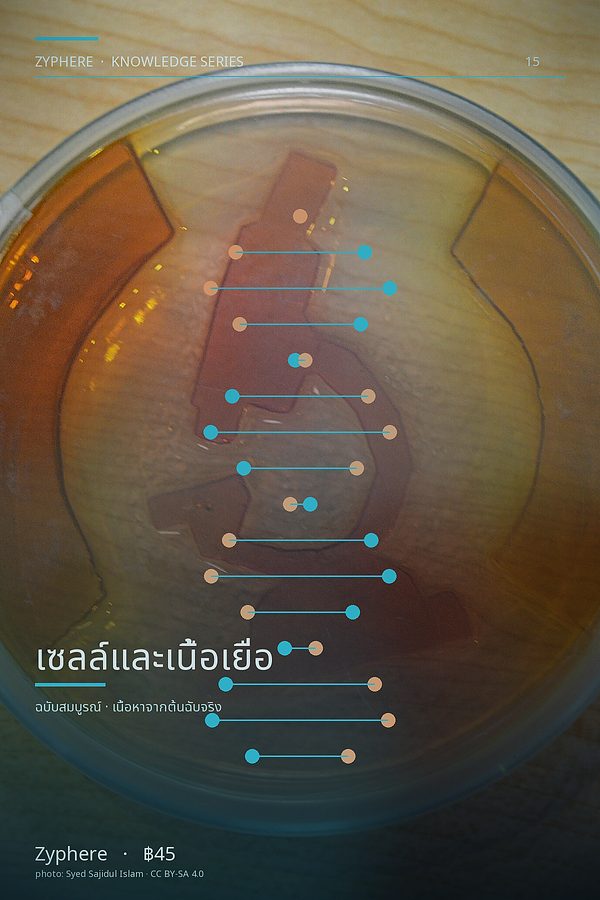 ZYPHERE · KNOWLEDGE SERIES 15
เซลล์และเนื้อเยื่อ
ฉบับสมบูรณ์ · เนื้อหาจากต้นฉบับจริง
Zyphere · ฿45
photo: Syed Sajidul Islam · CC BY-SA 4.0